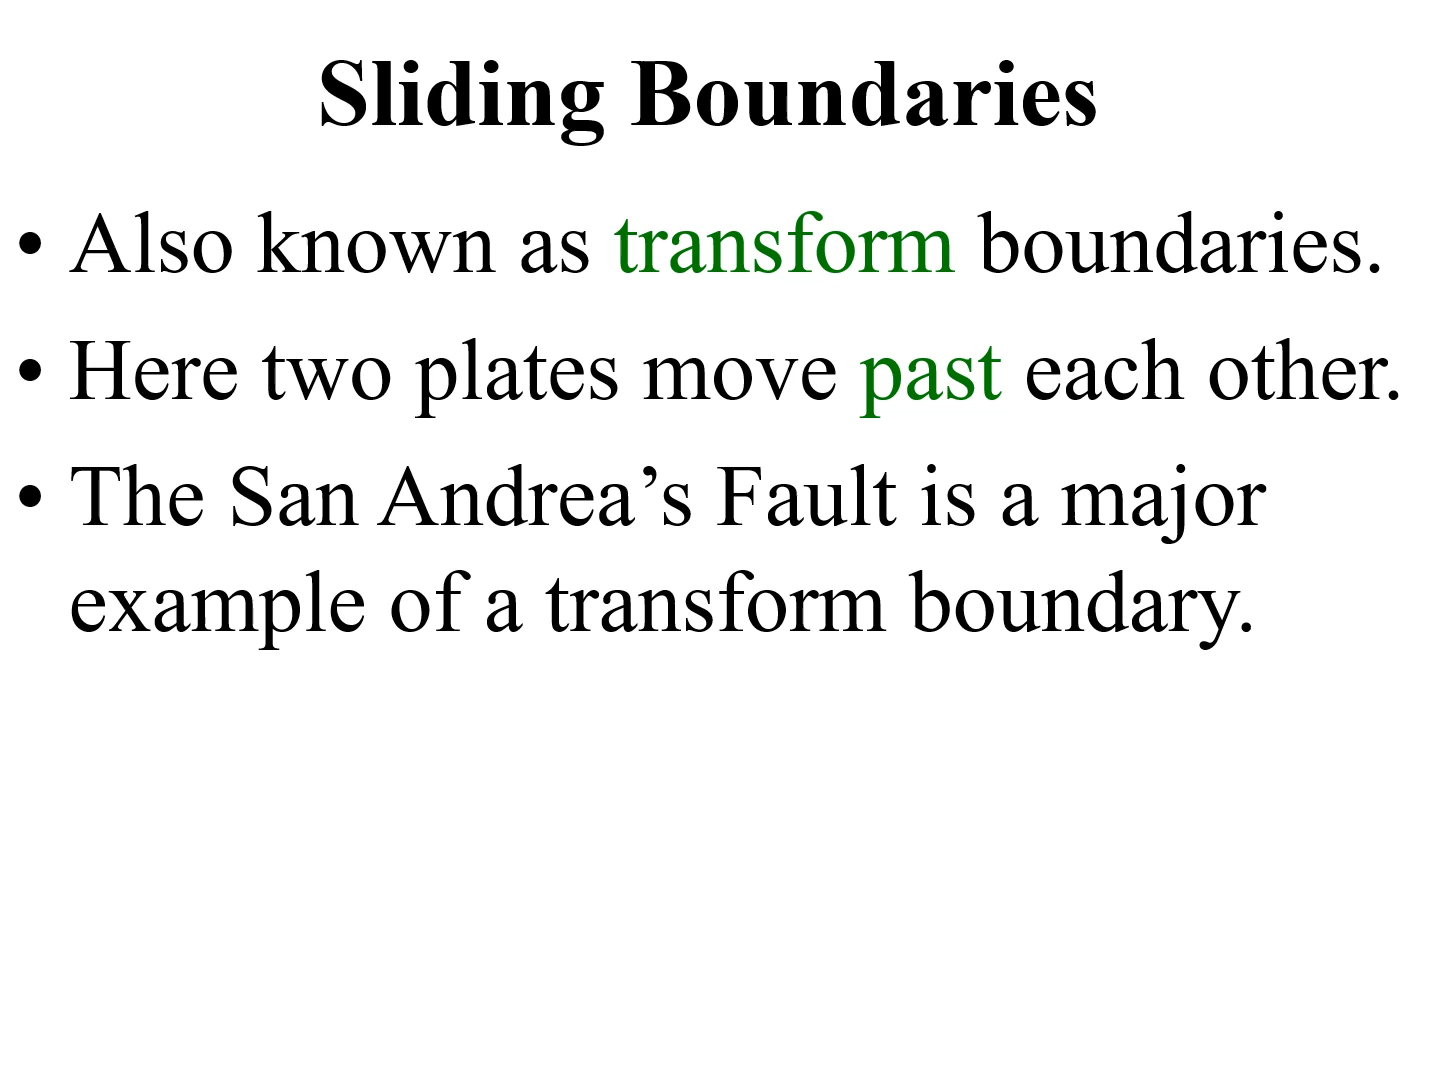 Sliding Boundaries
• Also known as transform boundaries.
• Here two plates move past each other.
• The San Andrea’s Fault is a major
example of a transform boundary.